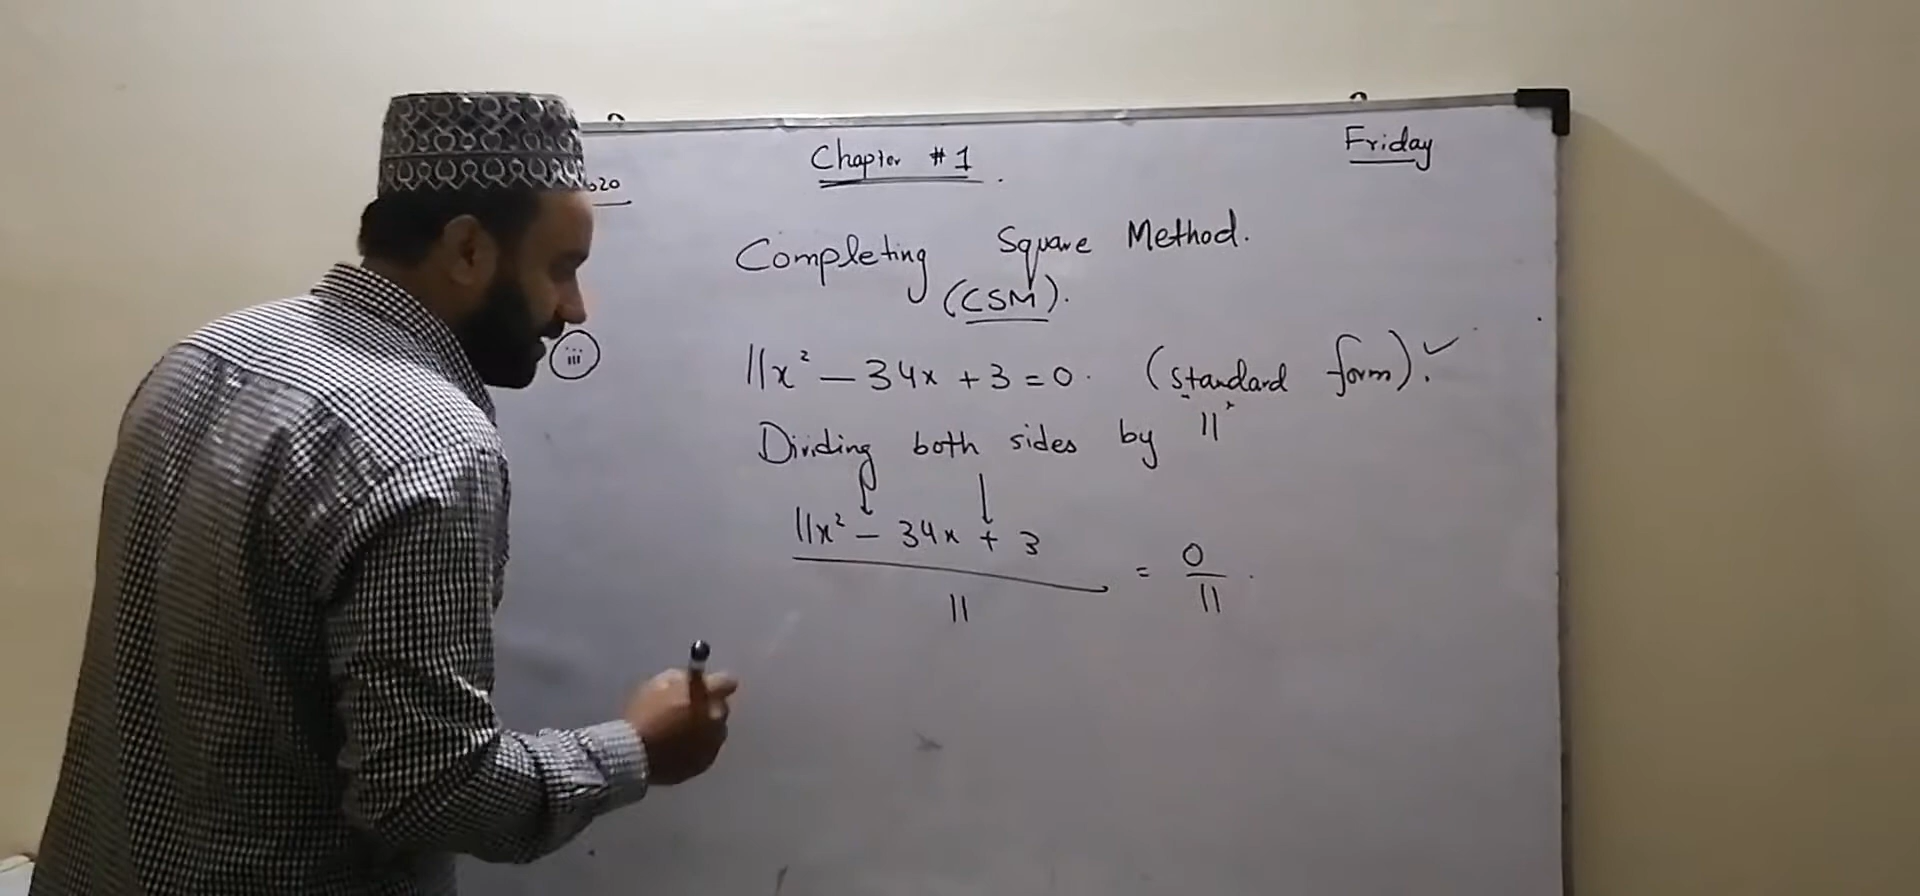 Chapter # 1
Friday
Completing Square Method.
(CSM).
iii
11x² - 34x + 3 = 0. (standard form). ✓
Dividing both sides by "11"
11x² - 34x + 3
11
= 0
11